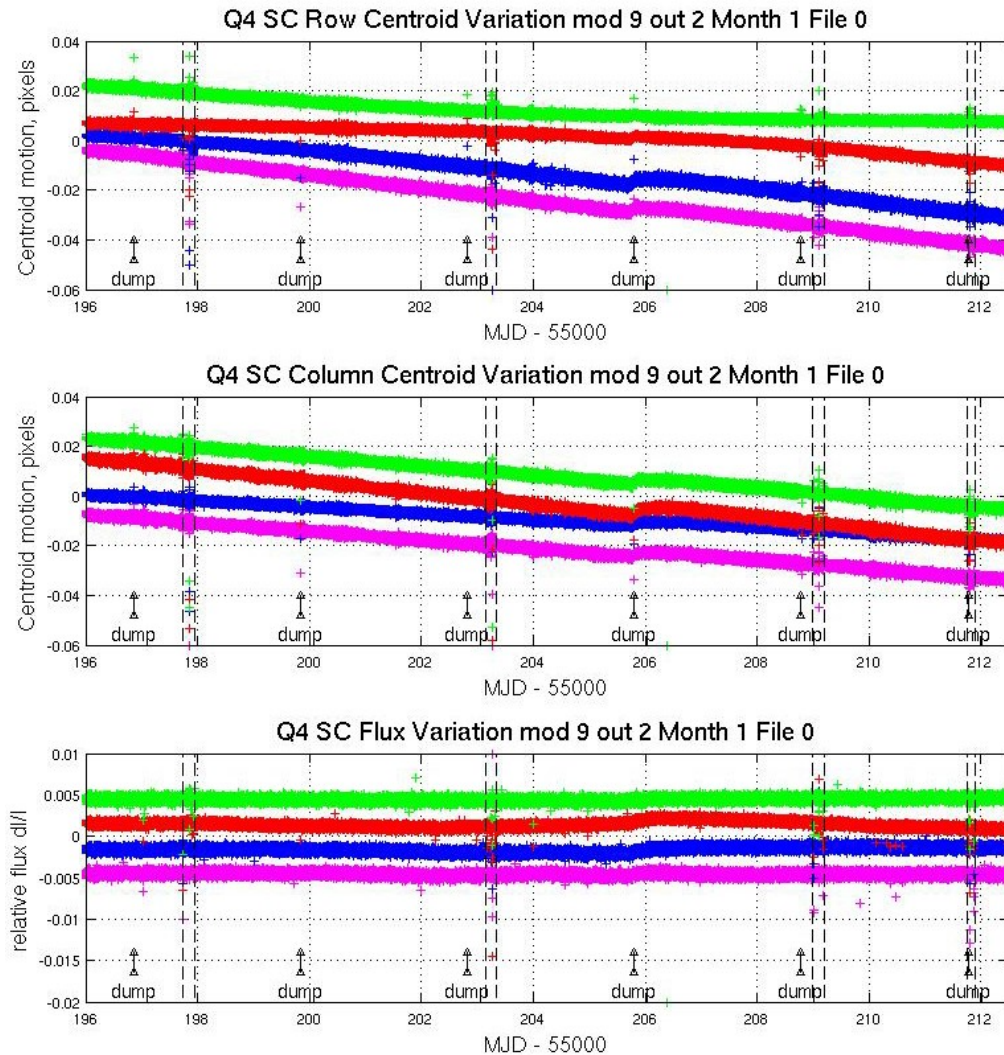 Q4 SC Row Centroid Variation mod 9 out 2 Month 1 File 0
Centroid motion, pixels
0.04
0.02
0
-0.02
-0.04
-0.06
dump dump dump dump dump dump
196 198 200 202 204 206 208 210 212
MJD - 55000
Q4 SC Column Centroid Variation mod 9 out 2 Month 1 File 0
Centroid motion, pixels
0.04
0.02
0
-0.02
-0.04
-0.06
dump dump dump dump dump dump
196 198 200 202 204 206 208 210 212
MJD - 55000
Q4 SC Flux Variation mod 9 out 2 Month 1 File 0
relative flux dI/I
0.01
0.005
0
-0.005
-0.01
-0.015
-0.02
dump dump dump dump dump dump
196 198 200 202 204 206 208 210 212
MJD - 55000